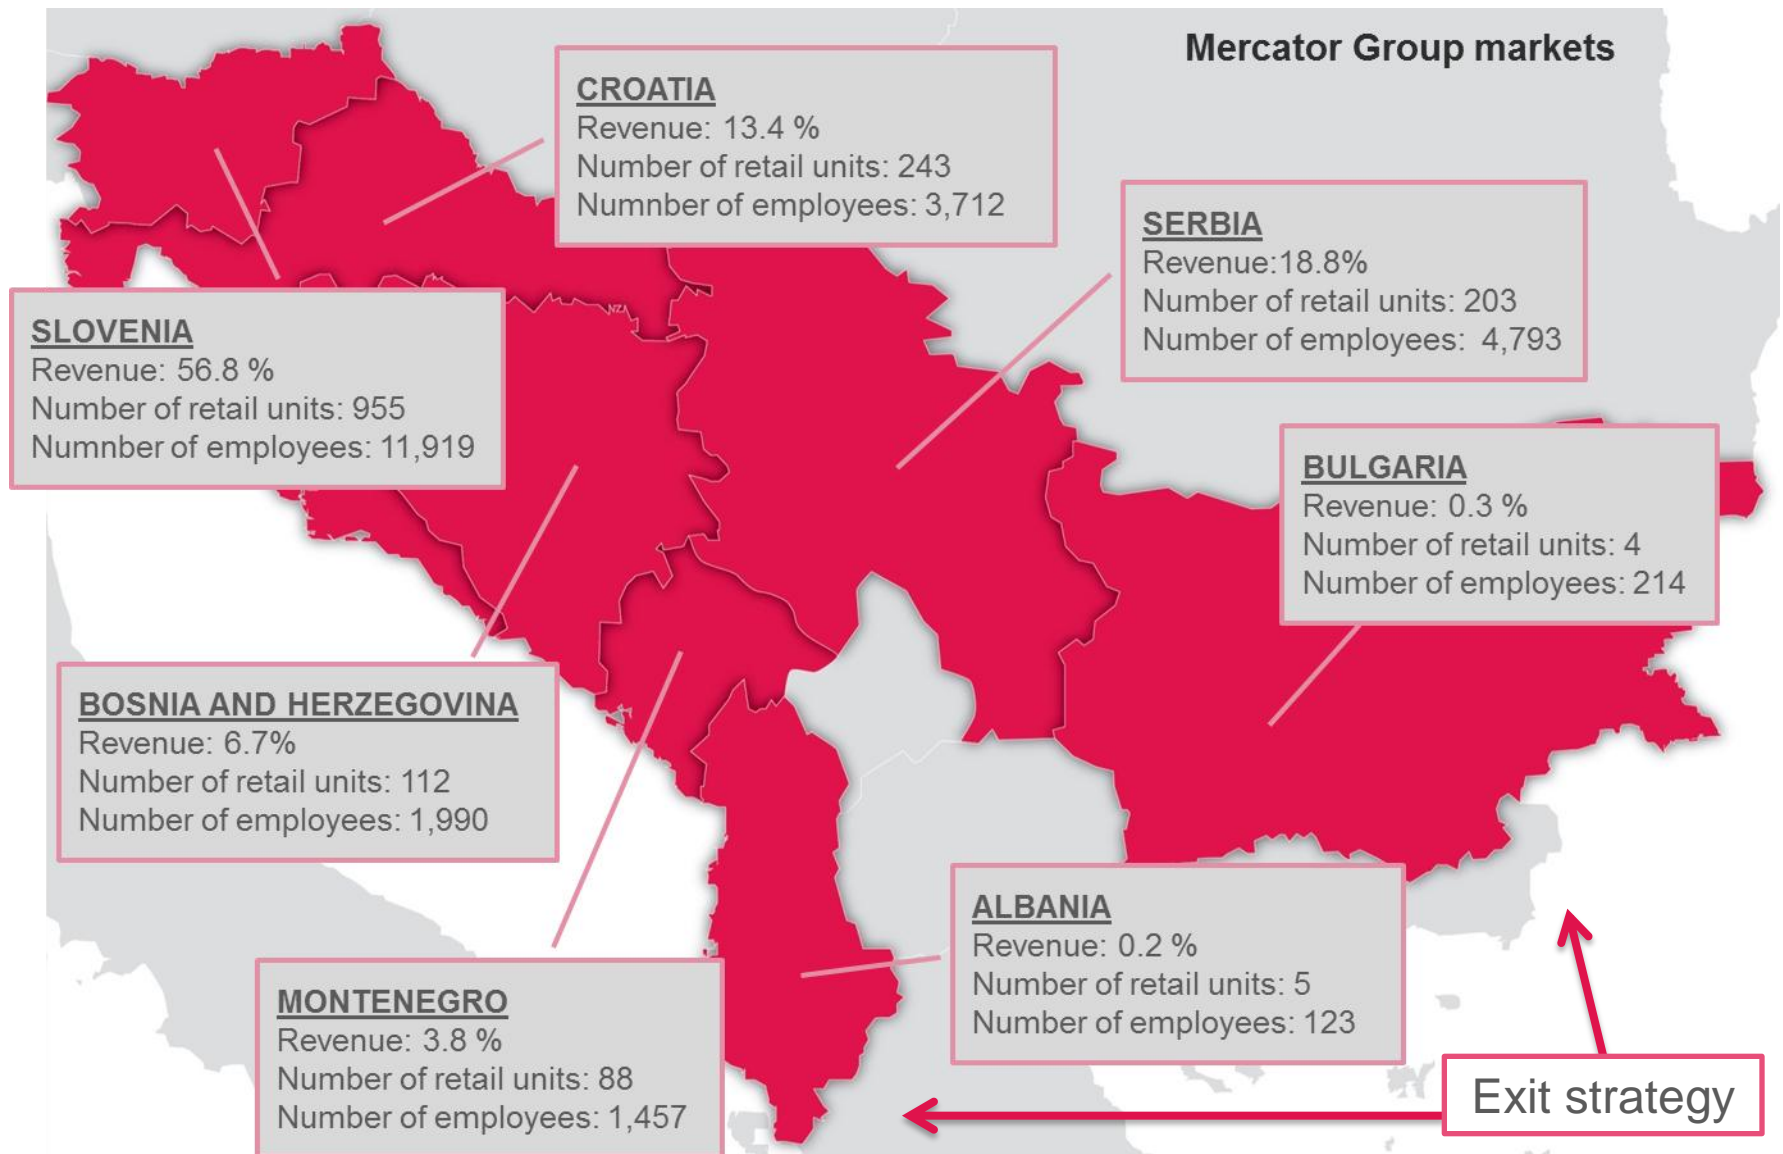 Mercator Group markets
CROATIA
Revenue: 13.4 %
Number of retail units: 243
Numnber of employees: 3,712
SERBIA
Revenue:18.8%
Number of retail units: 203
Number of employees: 4,793
SLOVENIA
Revenue: 56.8 %
Number of retail units: 955
Numnber of employees: 11,919
BULGARIA
Revenue: 0.3 %
Number of retail units: 4
Number of employees: 214
BOSNIA AND HERZEGOVINA
Revenue: 6.7%
Number of retail units: 112
Number of employees: 1,990
ALBANIA
Revenue: 0.2 %
Number of retail units: 5
Number of employees: 123
MONTENEGRO
Revenue: 3.8 %
Number of retail units: 88
Number of employees: 1,457
Exit strategy